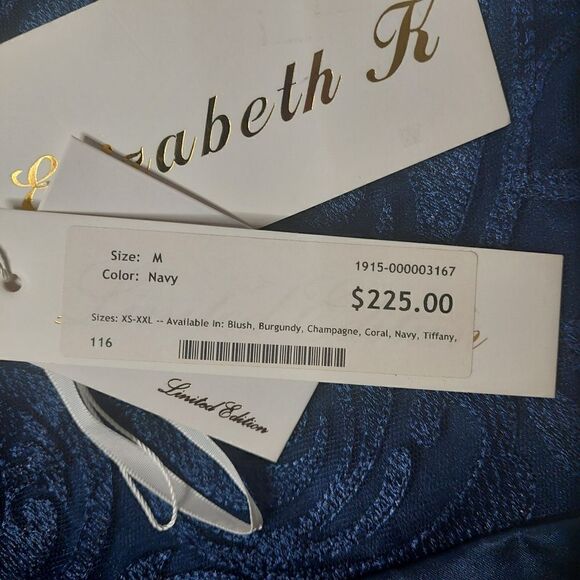 Elizabeth K
Size: M
Color: Navy
1915-000003167
$225.00
Sizes: XS-XXL -- Available in: Blush, Burgundy, Champagne, Coral, Navy, Tiffany,
116
Limited Edition